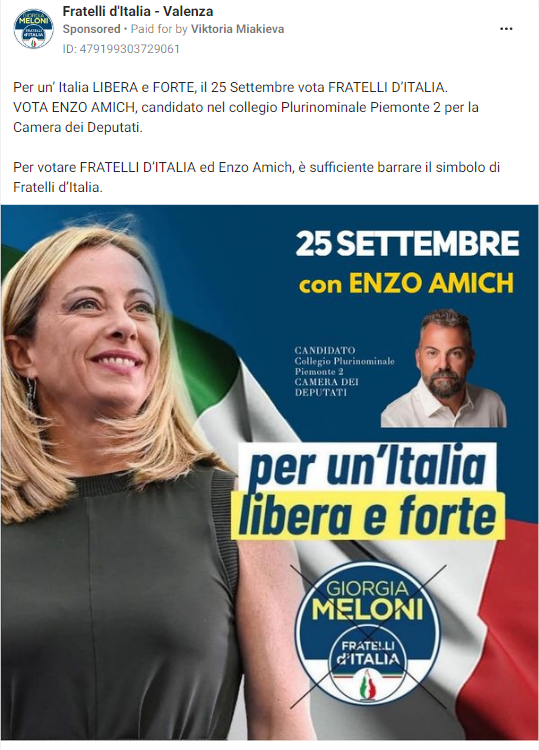 GIORGIA
MELONI
FRATELLI
d'ITALIA
Fratelli d'Italia - Valenza
Sponsored • Paid for by Viktoria Miakieva
ID: 479199303729061
Per un' Italia LIBERA e FORTE, il 25 Settembre vota FRATELLI D'ITALIA.
VOTA ENZO AMICH, candidato nel collegio Plurinominale Piemonte 2 per la
Camera dei Deputati.
Per votare FRATELLI D'ITALIA ed Enzo Amich, è sufficiente barrare il simbolo di
Fratelli d'Italia.
25 SETTEMBRE
con ENZO AMICH
CANDIDATO
Collegio Plurinominale
Piemonte 2
CAMERA DEI
DEPUTATI
per un'Italia
libera e forte
GIORGIA
MELONI
FRATELLI
d'ITALIA